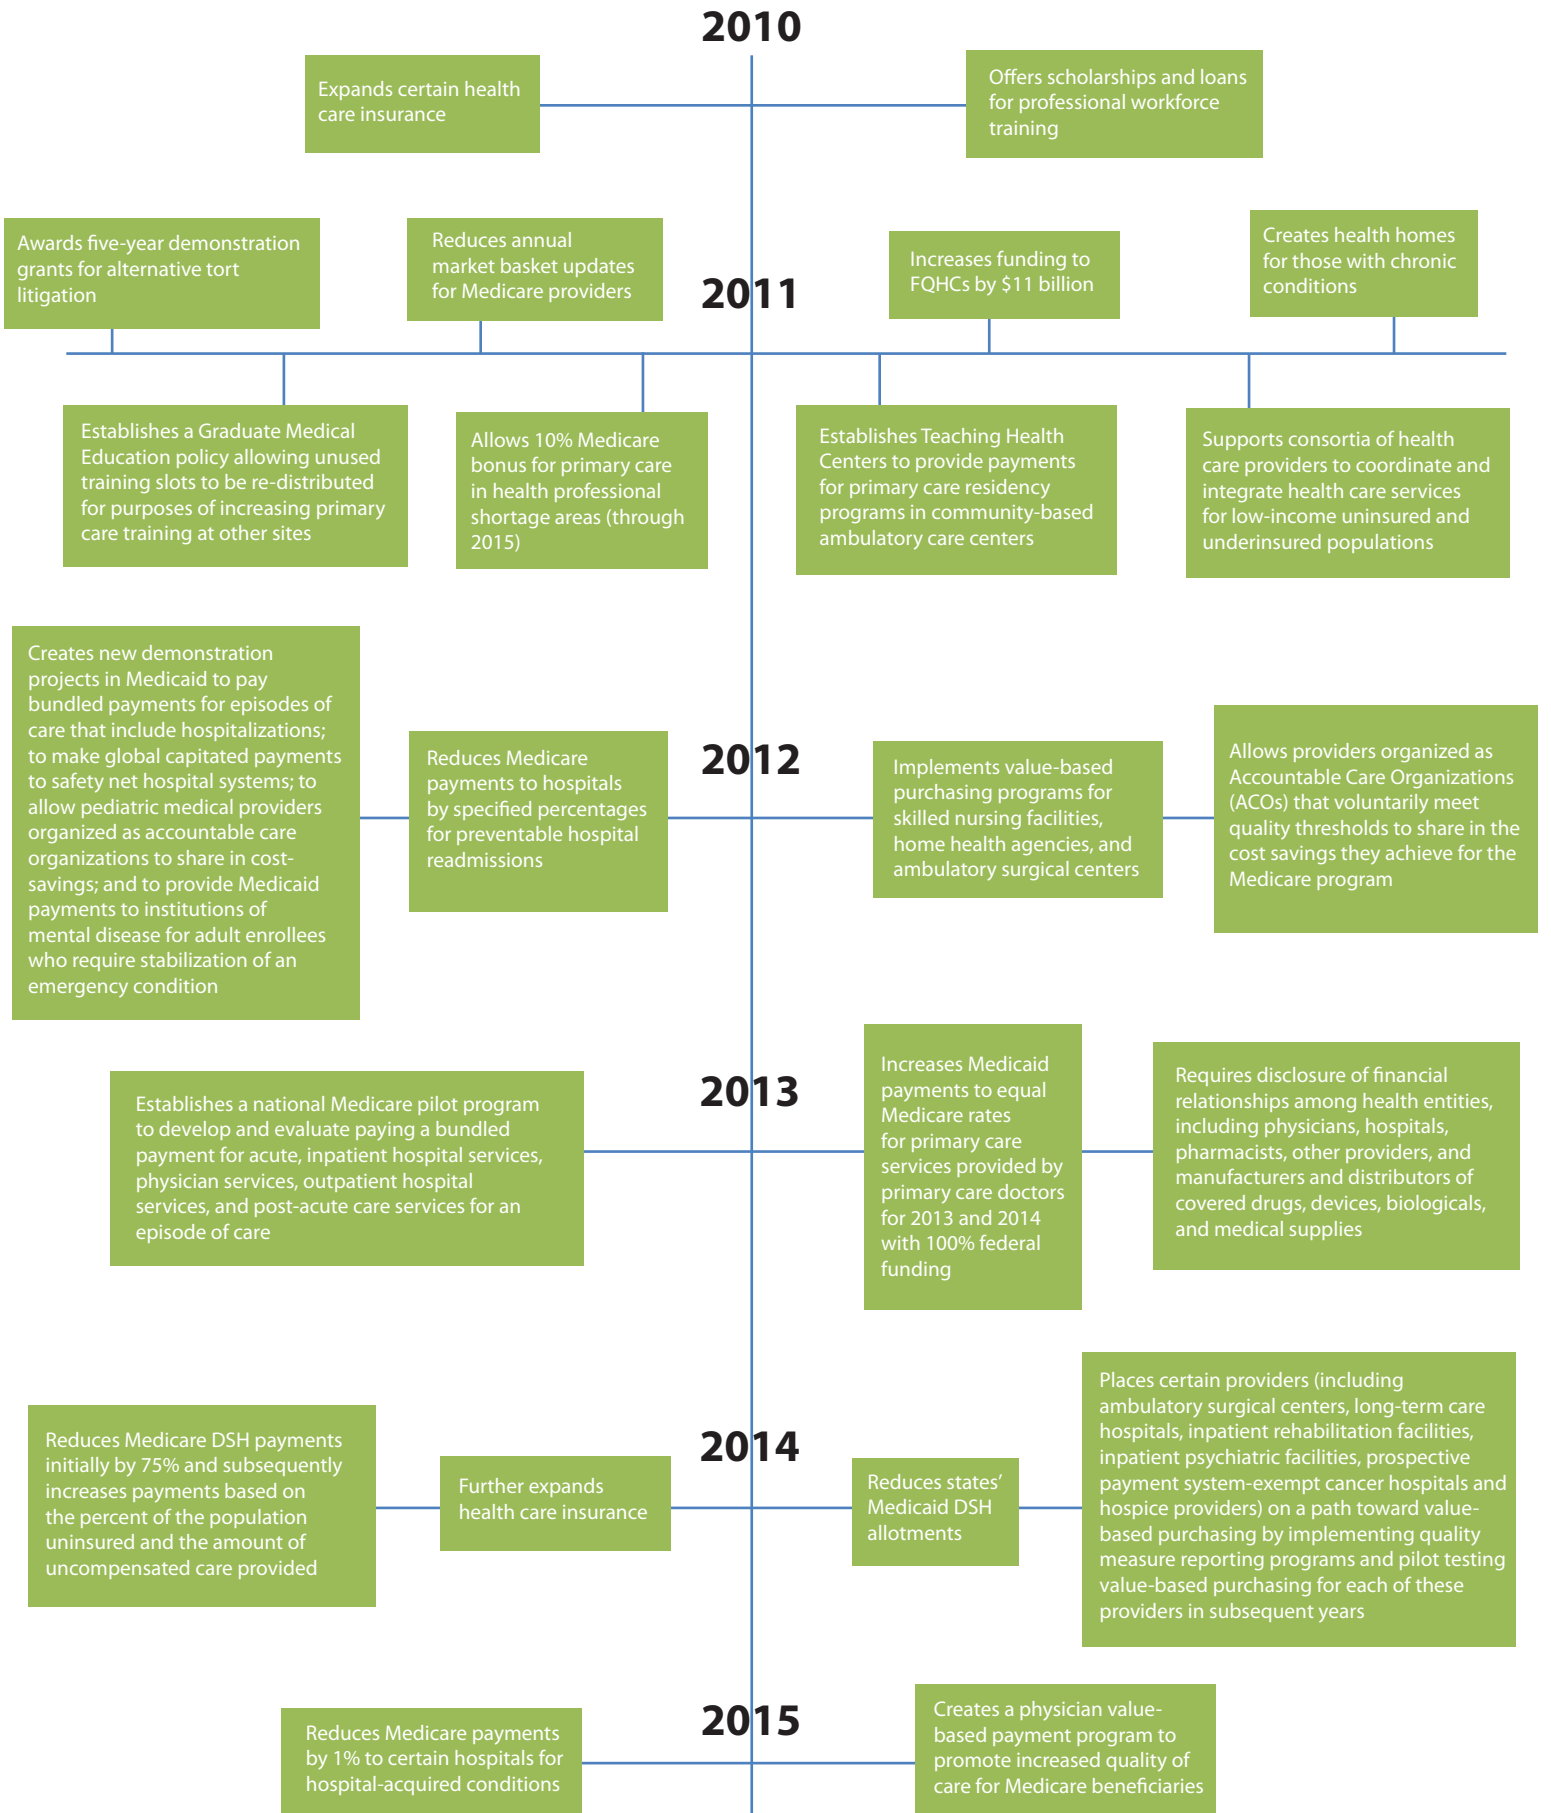 2010
Expands certain health
care insurance
Offers scholarships and loans
for professional workforce
training
2011
Awards five-year demonstration
grants for alternative tort
litigation
Reduces annual
market basket updates
for Medicare providers
Increases funding to
FQHCs by $11 billion
Creates health homes
for those with chronic
conditions
Establishes a Graduate Medical
Education policy allowing unused
training slots to be re-distributed
for purposes of increasing primary
care training at other sites
Allows 10% Medicare
bonus for primary care
in health professional
shortage areas (through
2015)
Establishes Teaching Health
Centers to provide payments
for primary care residency
programs in community-based
ambulatory care centers
Supports consortia of health
care providers to coordinate and
integrate health care services
for low-income uninsured and
underinsured populations
2012
Creates new demonstration
projects in Medicaid to pay
bundled payments for episodes of
care that include hospitalizations;
to make global capitated payments
to safety net hospital systems; to
allow pediatric medical providers
organized as accountable care
organizations to share in cost-
savings; and to provide Medicaid
payments to institutions of
mental disease for adult enrollees
who require stabilization of an
emergency condition
Reduces Medicare
payments to hospitals
by specified percentages
for preventable hospital
readmissions
Implements value-based
purchasing programs for
skilled nursing facilities,
home health agencies, and
ambulatory surgical centers
Allows providers organized as
Accountable Care Organizations
(ACOs) that voluntarily meet
quality thresholds to share in the
cost savings they achieve for the
Medicare program
2013
Establishes a national Medicare pilot program
to develop and evaluate paying a bundled
payment for acute, inpatient hospital services,
physician services, outpatient hospital
services, and post-acute care services for an
episode of care
Increases Medicaid
payments to equal
Medicare rates
for primary care
services provided by
primary care doctors
for 2013 and 2014
with 100% federal
funding
Requires disclosure of financial
relationships among health entities,
including physicians, hospitals,
pharmacists, other providers, and
manufacturers and distributors of
covered drugs, devices, biologicals,
and medical supplies
2014
Reduces Medicare DSH payments
initially by 75% and subsequently
increases payments based on
the percent of the population
uninsured and the amount of
uncompensated care provided
Further expands
health care insurance
Reduces states’
Medicaid DSH
allotments
Places certain providers (including
ambulatory surgical centers, long-term care
hospitals, inpatient rehabilitation facilities,
inpatient psychiatric facilities, prospective
payment system-exempt cancer hospitals and
hospice providers) on a path toward value-
based purchasing by implementing quality
measure reporting programs and pilot testing
value-based purchasing for each of these
providers in subsequent years
2015
Reduces Medicare payments
by 1% to certain hospitals for
hospital-acquired conditions
Creates a physician value-
based payment program to
promote increased quality of
care for Medicare beneficiaries